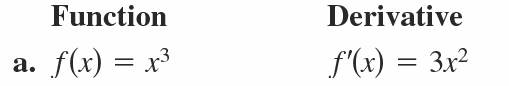 Function Derivative
a. f(x) = x³ f'(x) = 3x²